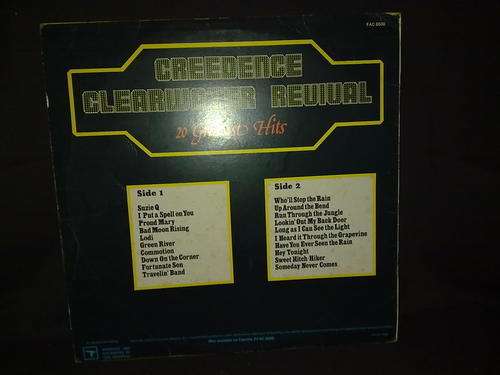 FAC 8509
CREEDENCE
CLEARWATER REVIVAL
20 Greatest Hits
Side 1
Suzie Q
I Put a Spell on You
Proud Mary
Bad Moon Rising
Lodi
Green River
Commotion
Down On the Corner
Fortunate Son
Travelin' Band
Side 2
Who'll Stop the Rain
Up Around the Bend
Run Through the Jungle
Lookin' Out My Back Door
Long as I Can See the Light
I Heard it Through the Grapevine
Have You Ever Seen the Rain
Hey Tonight
Sweet Hitch Hiker
Someday Never Comes